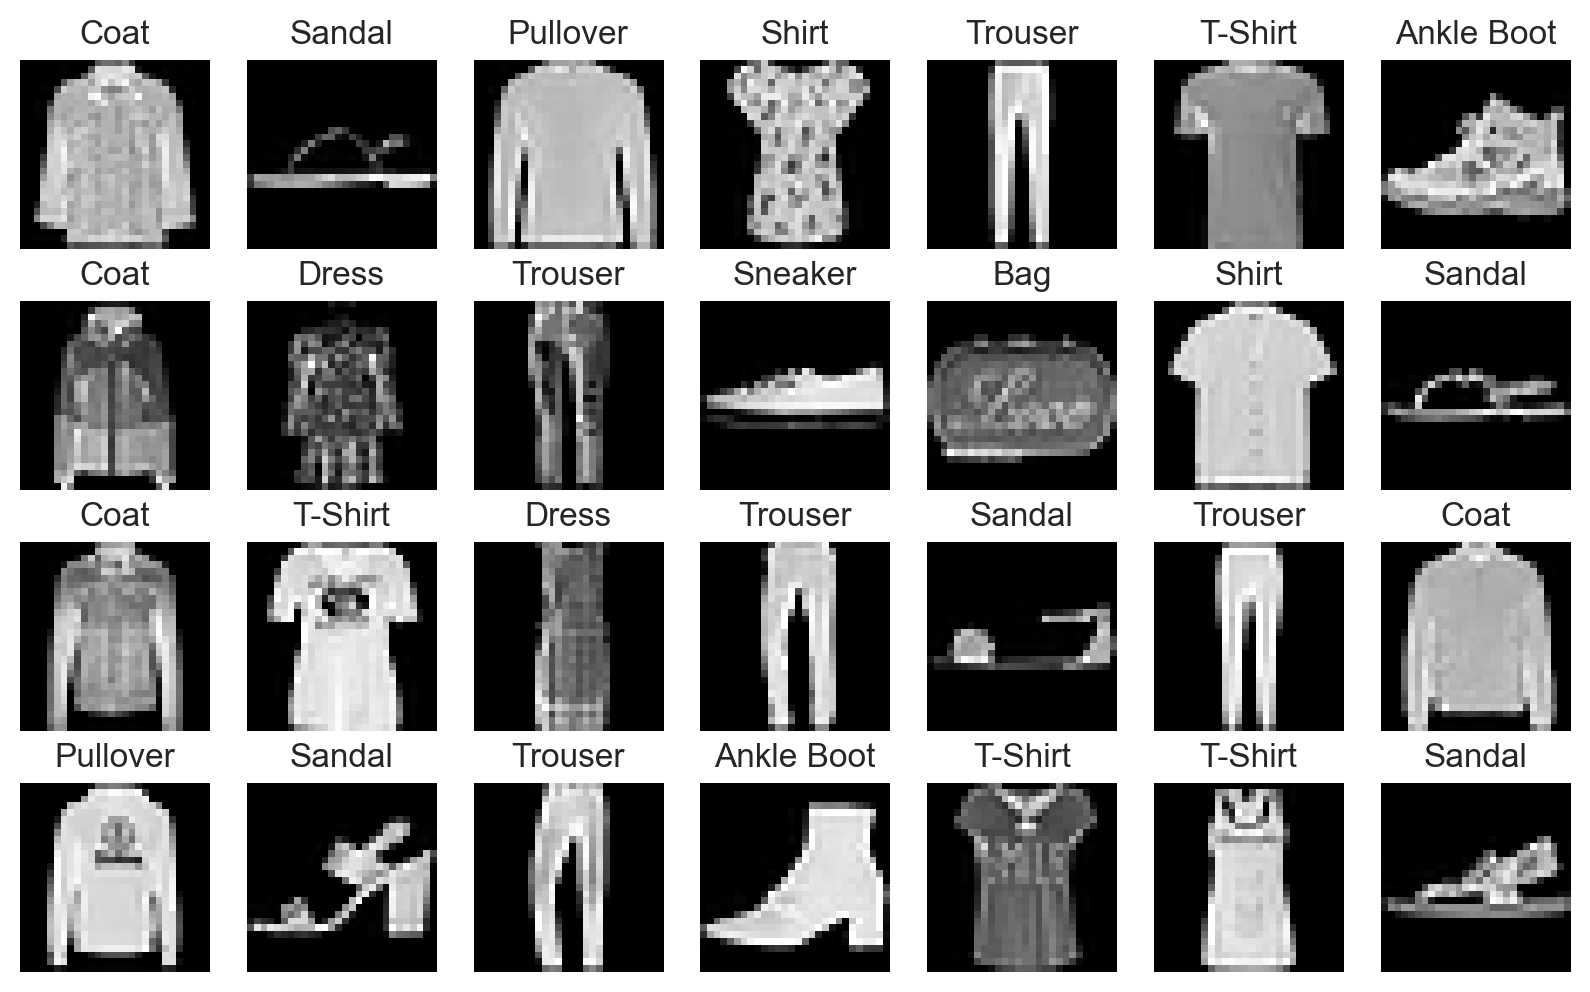 Coat Sandal Pullover Shirt Trouser T-Shirt Ankle Boot
Coat Dress Trouser Sneaker Bag Shirt Sandal
Coat T-Shirt Dress Trouser Sandal Trouser Coat
Pullover Sandal Trouser Ankle Boot T-Shirt T-Shirt Sandal